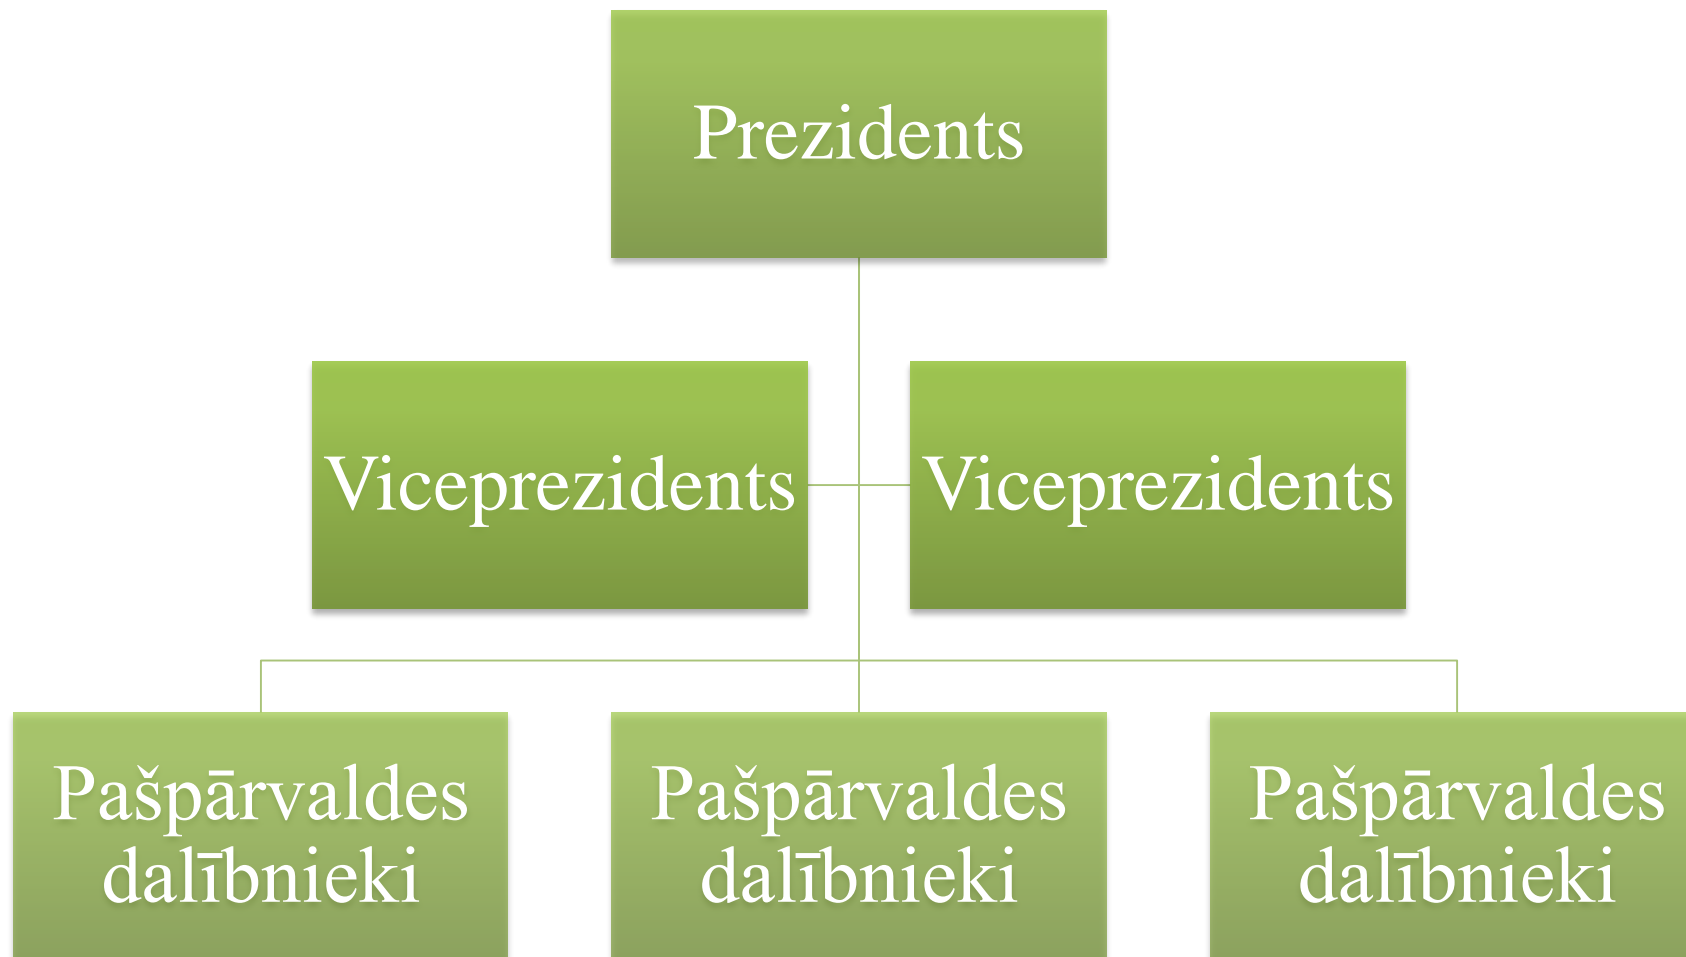 Prezidents
Viceprezidents
Viceprezidents
Pašpārvaldes
dalībnieki
Pašpārvaldes
dalībnieki
Pašpārvaldes
dalībnieki